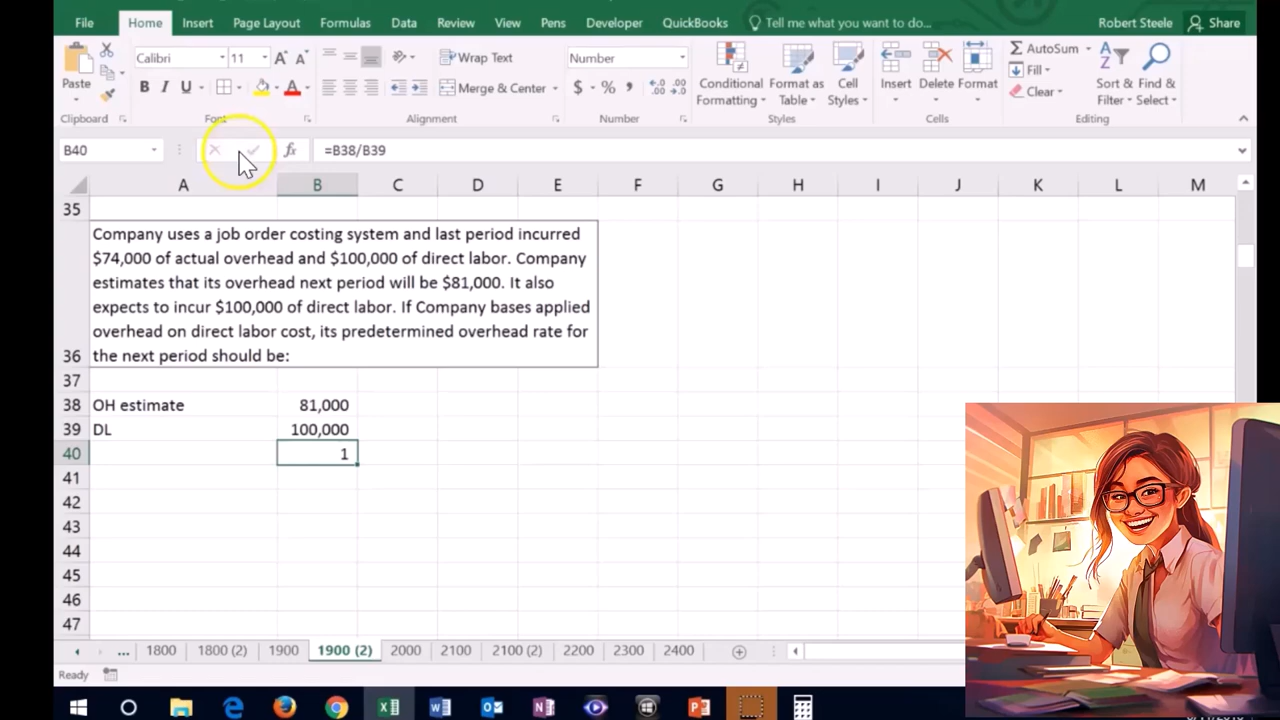 File Home Insert Page Layout Formulas Data Review View Pens Developer QuickBooks Tell me what you want to do... Robert Steele Share
Paste
Calibri 11 A A
B I U A
Wrap Text
Merge & Center
Number
$ % ,
Conditional Formatting
Format as Table
Cell Styles
Insert Delete Format
AutoSum
Fill
Clear
Sort & Filter
Find & Select
Clipboard Font Alignment Number Styles Cells Editing
B40 fx =B38/B39
A B C D E F G H I J K L M
35
Company uses a job order costing system and last period incurred
$74,000 of actual overhead and $100,000 of direct labor. Company
estimates that its overhead next period will be $81,000. It also
expects to incur $100,000 of direct labor. If Company bases applied
overhead on direct labor cost, its predetermined overhead rate for
36 the next period should be:
37
38 OH estimate 81,000
39 DL 100,000
40 1
41
42
43
44
45
46
47
... 1800 1800 (2) 1900 1900 (2) 2000 2100 2100 (2) 2200 2300 2400
Ready